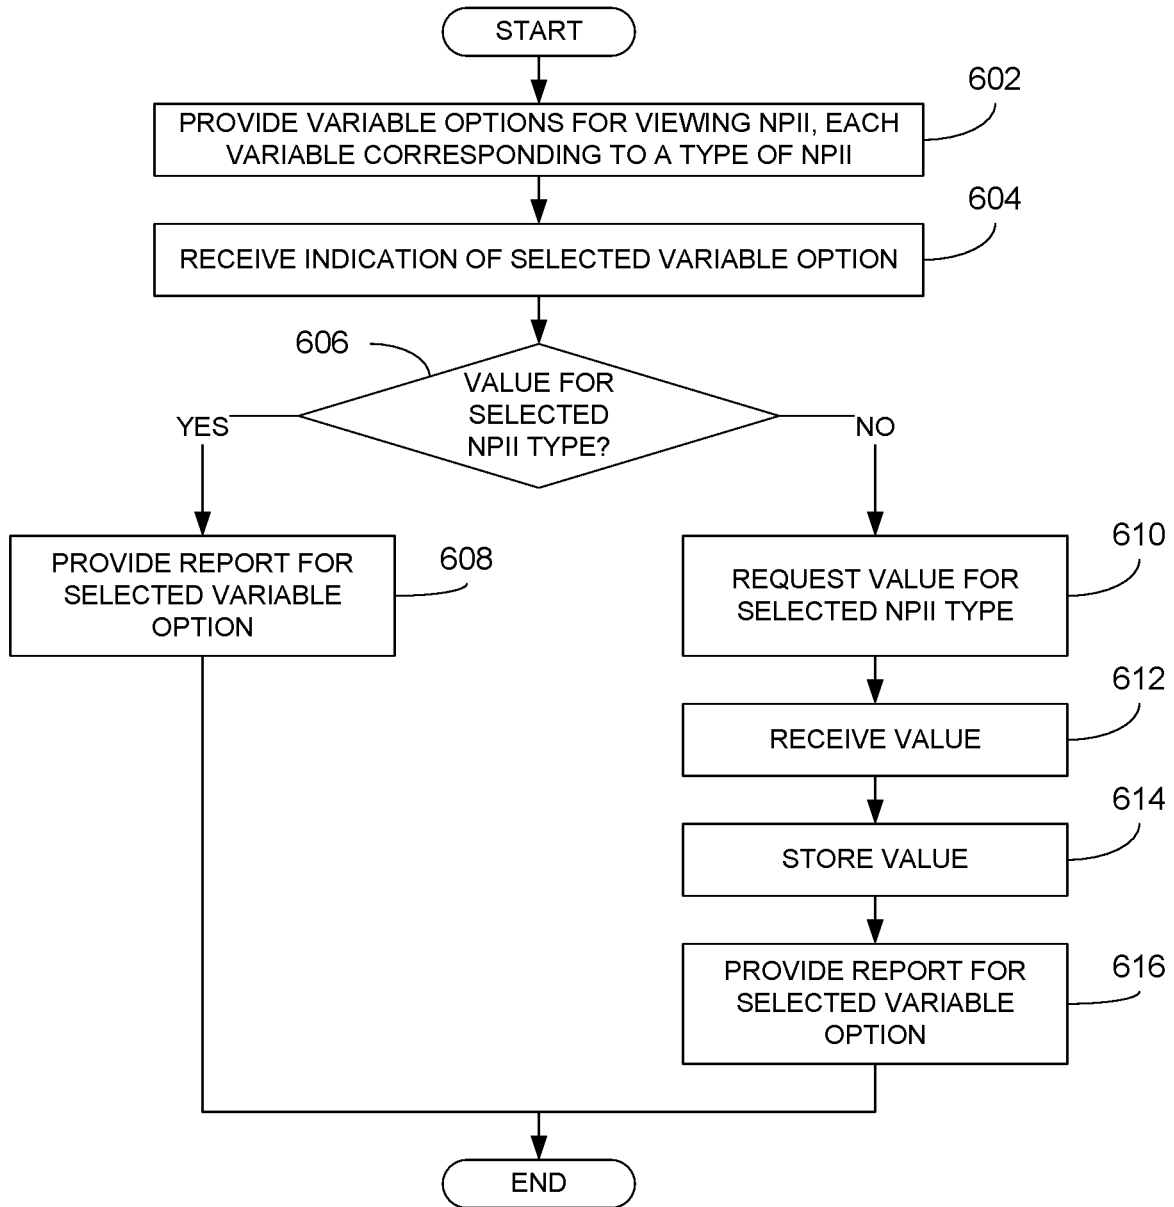 START
602
PROVIDE VARIABLE OPTIONS FOR VIEWING NPII, EACH
VARIABLE CORRESPONDING TO A TYPE OF NPII
604
RECEIVE INDICATION OF SELECTED VARIABLE OPTION
606
VALUE FOR
SELECTED
NPII TYPE?
YES
NO
PROVIDE REPORT FOR
SELECTED VARIABLE
OPTION
608
610
REQUEST VALUE FOR
SELECTED NPII TYPE
612
RECEIVE VALUE
614
STORE VALUE
616
PROVIDE REPORT FOR
SELECTED VARIABLE
OPTION
END